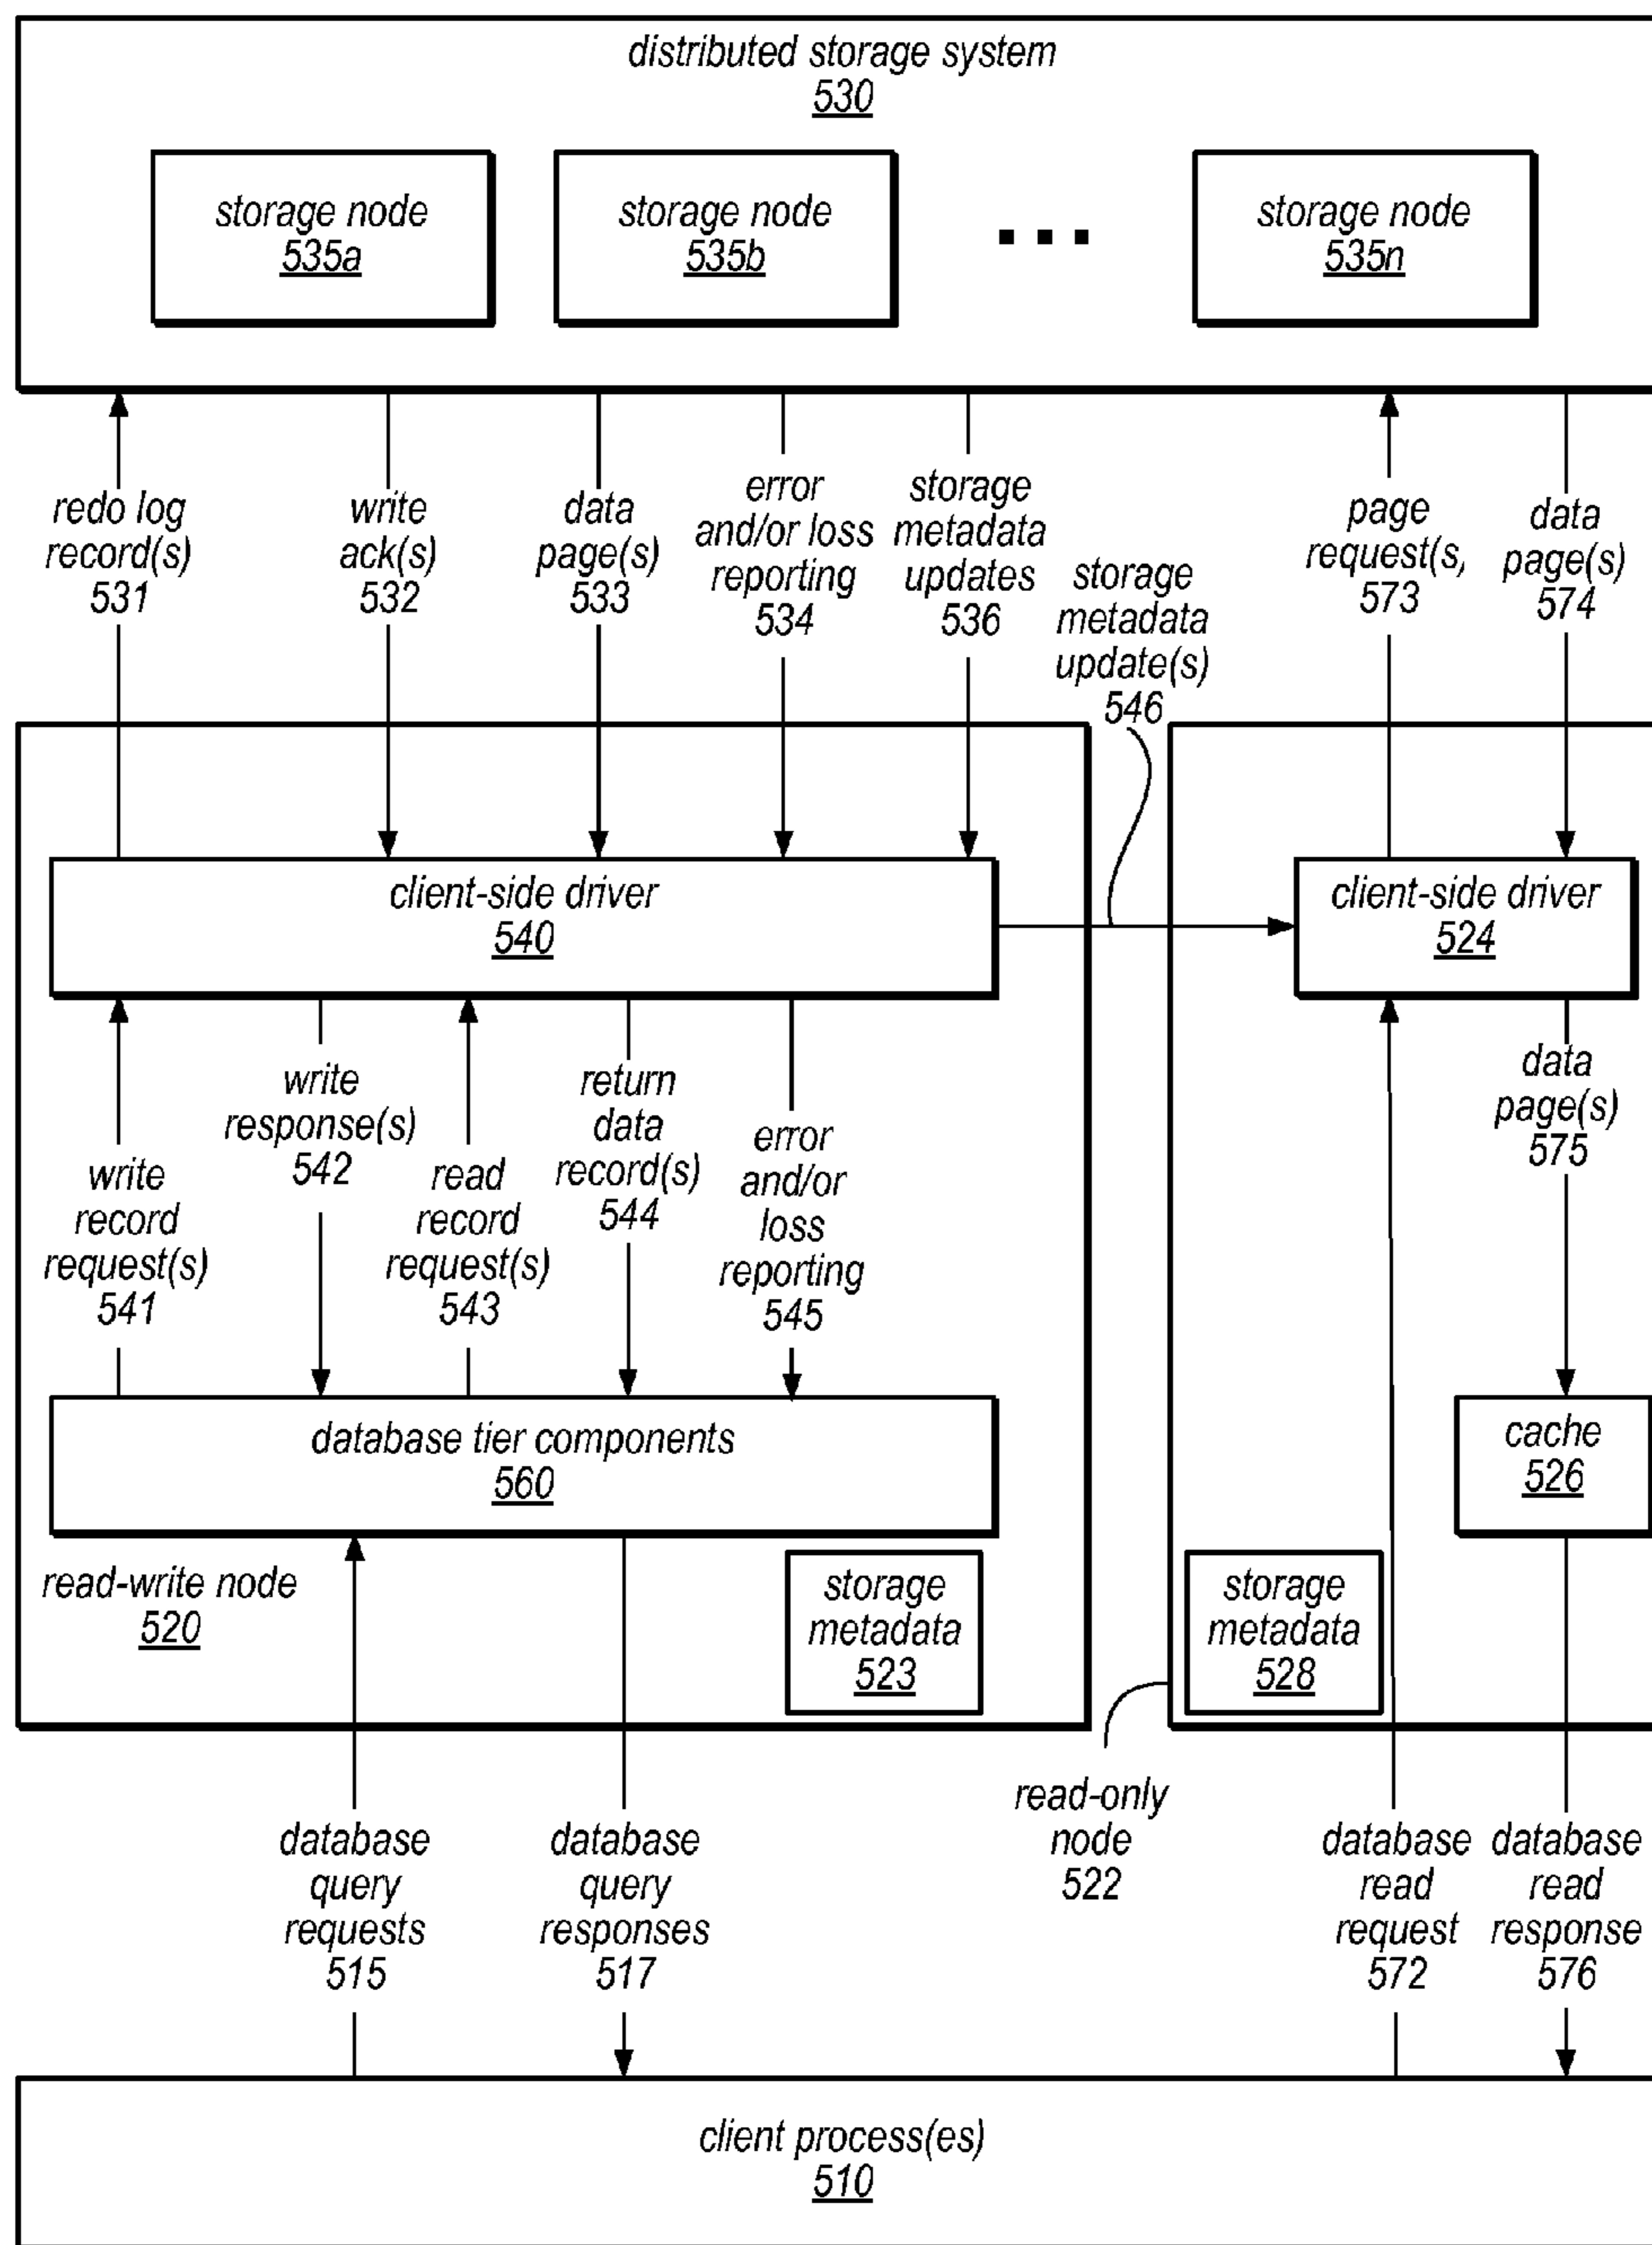 distributed storage system
530
storage node
535a
storage node
535b
storage node
535n
redo log
record(s)
531
write
ack(s)
532
data
page(s)
533
error
and/or loss
reporting
534
storage
metadata
updates
536
storage
metadata
update(s)
546
page
request(s,
573
data
page(s)
574
client-side driver
540
client-side driver
524
write
record
request(s)
541
write
response(s)
542
read
record
request(s)
543
return
data
record(s)
544
error
and/or
loss
reporting
545
data
page(s)
575
database tier components
560
cache
526
read-write node
520
storage
metadata
523
storage
metadata
528
read-only
node
522
database
query
requests
515
database
query
responses
517
database
read
request
572
database
read
response
576
client process(es)
510